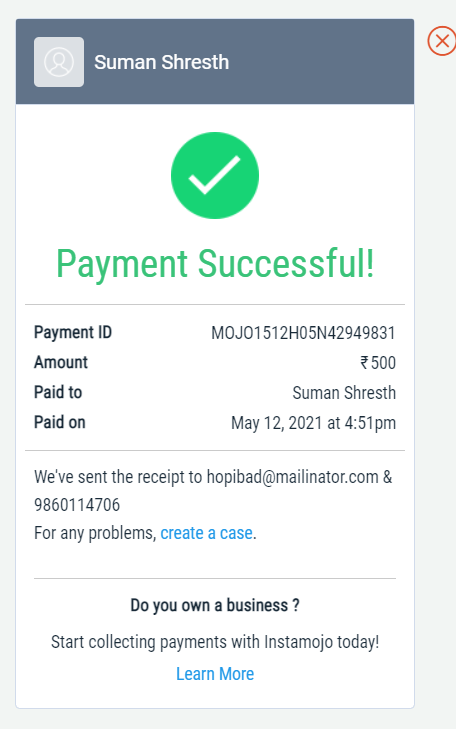 Suman Shresth
Payment Successful!
Payment ID MOJO1512H05N42949831
Amount ₹500
Paid to Suman Shresth
Paid on May 12, 2021 at 4:51pm
We've sent the receipt to hopibad@mailinator.com &
9860114706
For any problems, create a case.
Do you own a business ?
Start collecting payments with Instamojo today!
Learn More